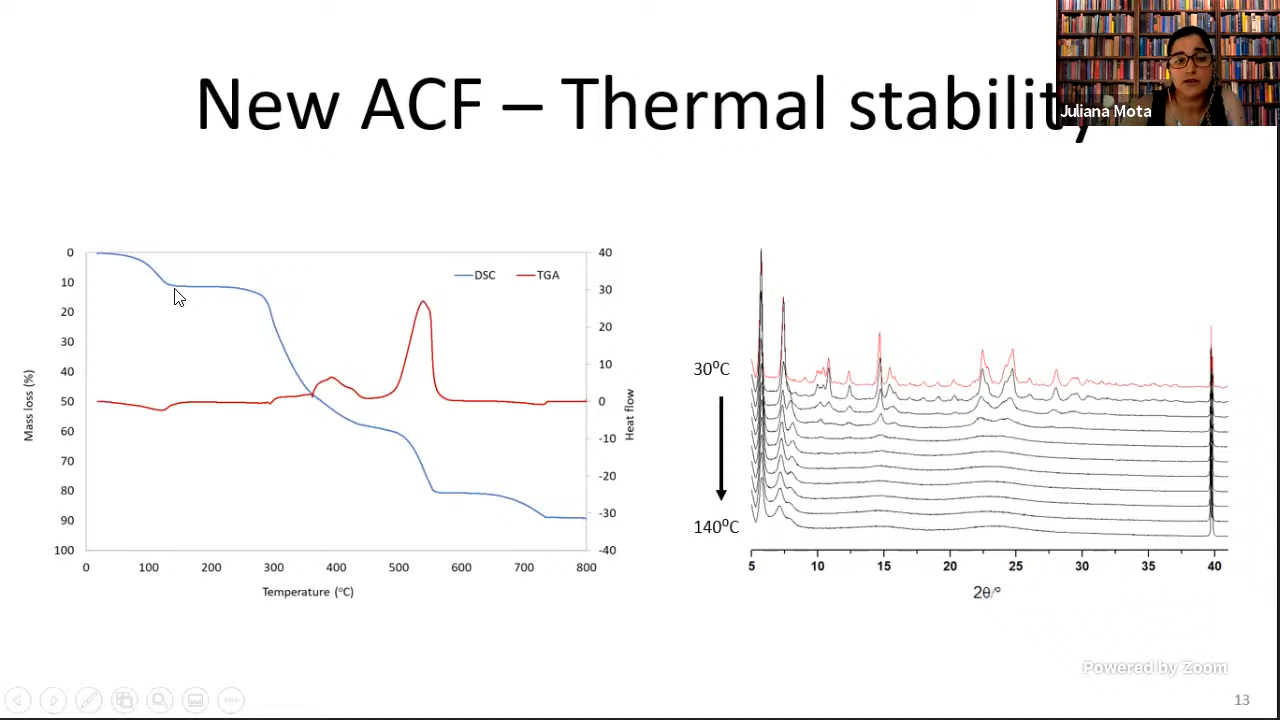 New ACF – Thermal stability
Juliana Mota
DSC
TGA
Mass loss (%)
0
10
20
30
40
50
60
70
80
90
100
40
30
20
10
0
-10
-20
-30
-40
Heat flow
0 100 200 300 400 500 600 700 800
Temperature (ºC)
30ºC
140ºC
5 10 15 20 25 30 35 40
2θ/°
Powered by Zoom
13